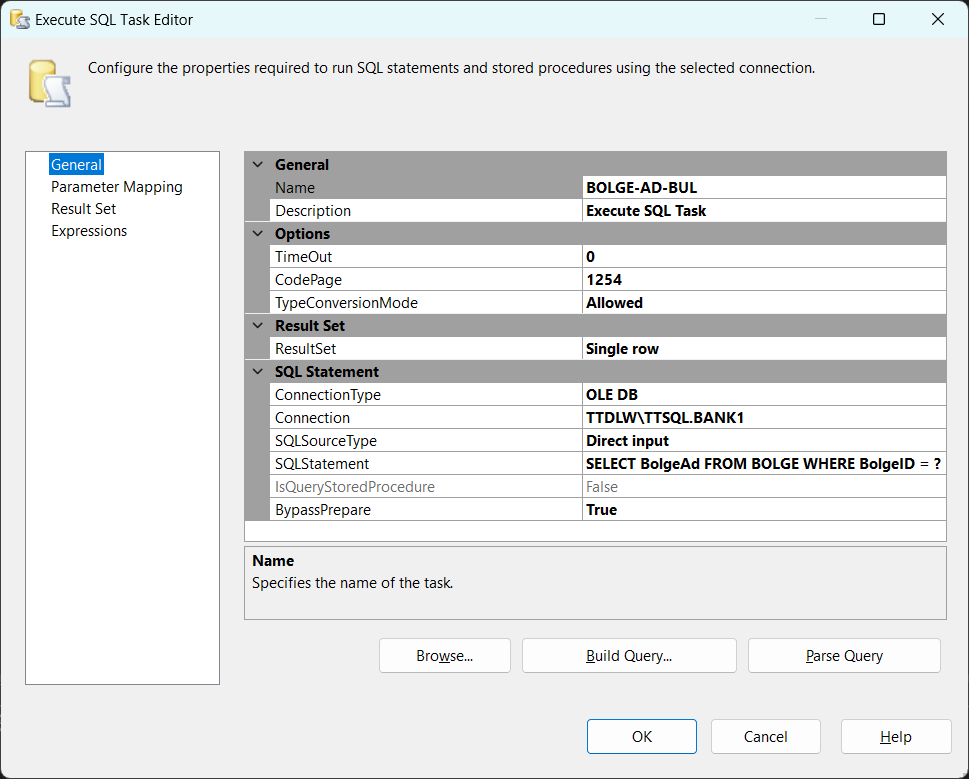 Execute SQL Task Editor
Configure the properties required to run SQL statements and stored procedures using the selected connection.
General
Parameter Mapping
Result Set
Expressions
General
Name BOLGE-AD-BUL
Description Execute SQL Task
Options
TimeOut 0
CodePage 1254
TypeConversionMode Allowed
Result Set
ResultSet Single row
SQL Statement
ConnectionType OLE DB
Connection TTDLW\TTSQL.BANK1
SQLSourceType Direct input
SQLStatement SELECT BolgeAd FROM BOLGE WHERE BolgeID = ?
IsQueryStoredProcedure False
BypassPrepare True
Name
Specifies the name of the task.
Browse... Build Query... Parse Query
OK Cancel Help